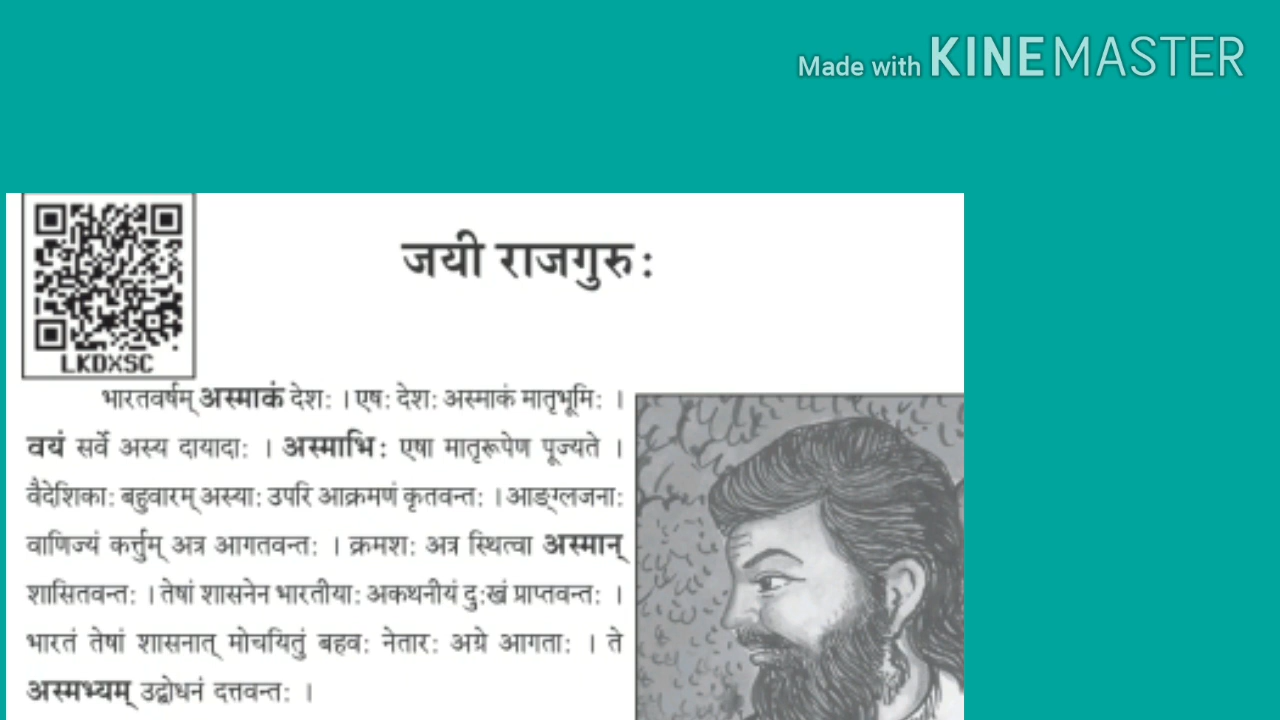 Made with KINEMASTER
जयी राजगुरुः
LKDXSC
भारतवर्षम् अस्माकं देशः । एषः देशः अस्माकं मातृभूमिः ।
वयं सर्वे अस्य दायादाः । अस्माभिः एषा मातृरूपेण पूज्यते ।
वैदेशिकाः बहुवारम् अस्याः उपरि आक्रमणं कृतवन्तः । आङ्ग्लजनाः
वाणिज्यं कर्त्तुम् अत्र आगतवन्तः । क्रमशः अत्र स्थित्वा अस्मान्
शासितवन्तः । तेषां शासनेन भारतीयाः अकथनीयं दुःखं प्राप्तवन्तः ।
भारतं तेषां शासनात् मोचयितुं बहवः नेतारः अग्रे आगताः । ते
अस्मभ्यम् उद्बोधनं दत्तवन्तः ।